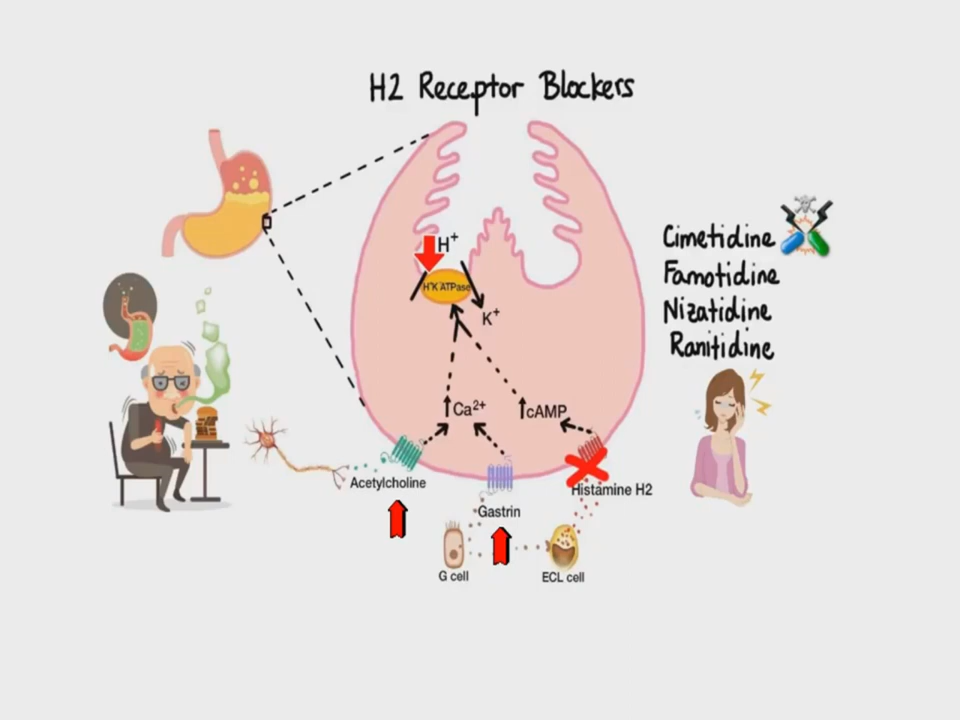 H2 Receptor Blockers
H⁺
H⁺K⁺ATPase
K⁺
Cimetidine
Famotidine
Nizatidine
Ranitidine
↑Ca²⁺
↑cAMP
Acetylcholine
Histamine H2
Gastrin
G cell
ECL cell